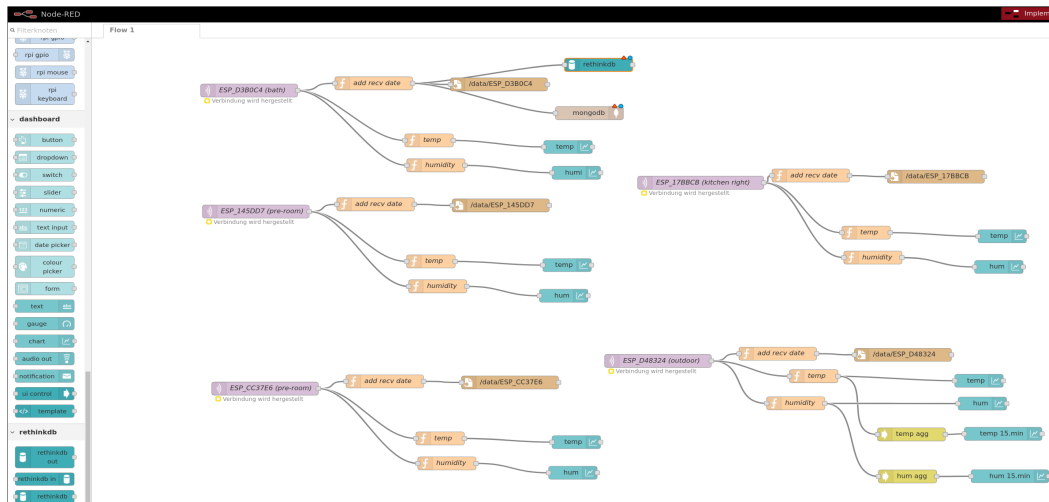 Node-RED
Impleme
Filterknoten
Flow 1
rpi gpio
rpi gpio
rpi mouse
rpi
keyboard
dashboard
button
dropdown
switch
slider
numeric
text input
date picker
colour
picker
form
text
abc
gauge
chart
audio out
notification
ui control
</> template
rethinkdb
rethinkdb
out
rethinkdb in
rethinkdb
ESP_D3B0C4 (bath)
Verbindung wird hergestellt
add recv date
/data/ESP_D3B0C4
rethinkdb
mongodb
temp
temp
humidity
humi
ESP_17BBCB (kitchen right)
Verbindung wird hergestellt
add recv date
/data/ESP_17BBCB
temp
temp
humidity
hum
ESP_145DD7 (pre-room)
Verbindung wird hergestellt
add recv date
/data/ESP_145DD7
temp
temp
humidity
hum
ESP_CC37E6 (pre-room)
Verbindung wird hergestellt
add recv date
/data/ESP_CC37E6
temp
temp
humidity
hum
ESP_D48324 (outdoor)
Verbindung wird hergestellt
add recv date
/data/ESP_D48324
temp
temp
humidity
hum
temp agg
temp 15.min
hum agg
hum 15.min